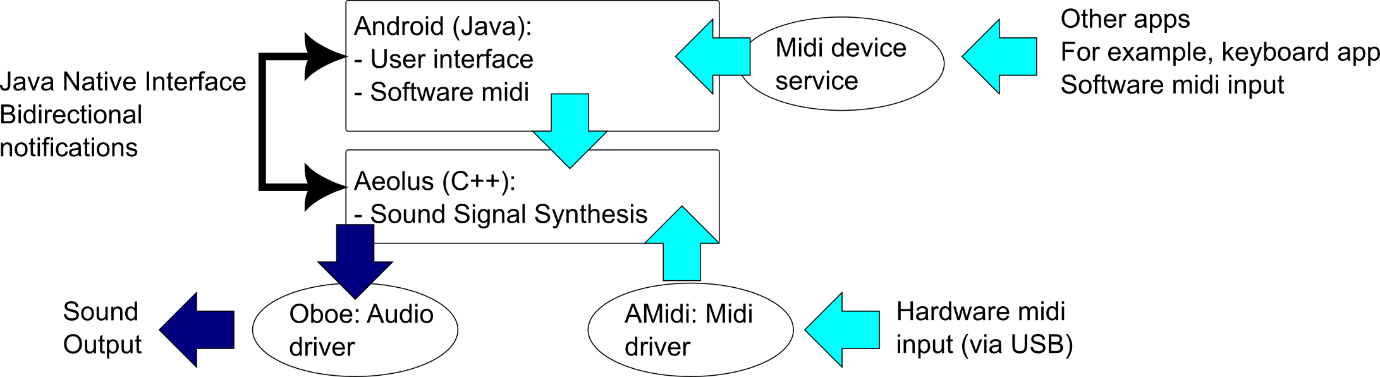 Android (Java):
- User interface
- Software midi
Midi device
service
Other apps
For example, keyboard app
Software midi input
Java Native Interface
Bidirectional
notifications
Aeolus (C++):
- Sound Signal Synthesis
Sound
Output
Oboe: Audio
driver
AMidi: Midi
driver
Hardware midi
input (via USB)